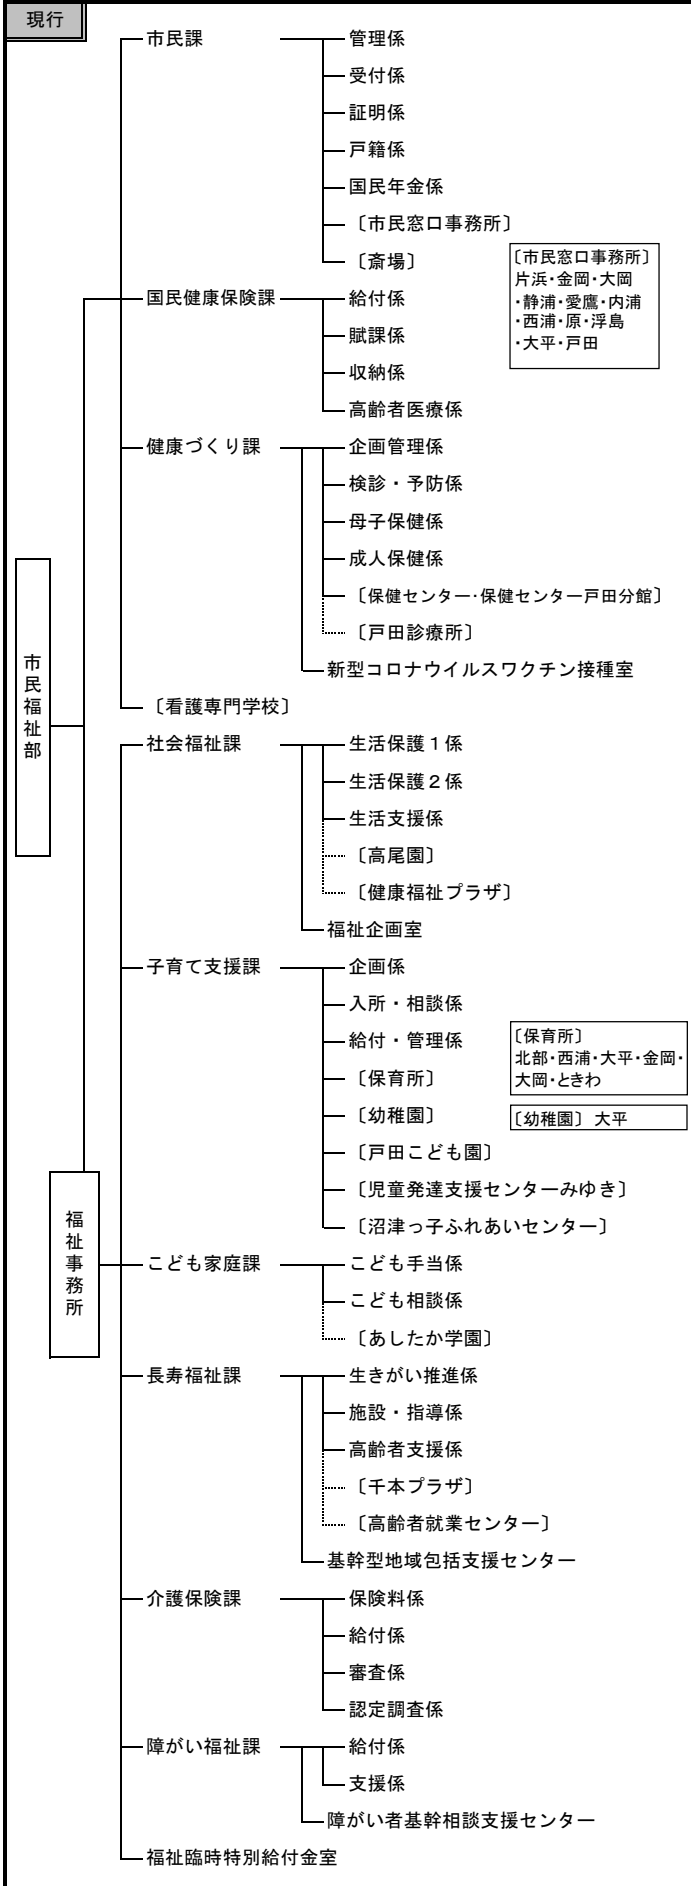 現行
市民課
管理係
受付係
証明係
戸籍係
国民年金係
〔市民窓口事務所〕
〔斎場〕
〔市民窓口事務所〕
片浜・金岡・大岡
・静浦・愛鷹・内浦
・西浦・原・浮島
・大平・戸田
国民健康保険課
給付係
賦課係
収納係
高齢者医療係
健康づくり課
企画管理係
検診・予防係
母子保健係
成人保健係
〔保健センター・保健センター戸田分館〕
〔戸田診療所〕
新型コロナウイルスワクチン接種室
〔看護専門学校〕
市民福祉部
社会福祉課
生活保護１係
生活保護２係
生活支援係
〔高尾園〕
〔健康福祉プラザ〕
福祉企画室
子育て支援課
企画係
入所・相談係
給付・管理係
〔保育所〕
〔幼稚園〕
〔戸田こども園〕
〔児童発達支援センターみゆき〕
〔沼津っ子ふれあいセンター〕
〔保育所〕
北部・西浦・大平・金岡・
大岡・ときわ
〔幼稚園〕 大平
福祉事務所
こども家庭課
こども手当係
こども相談係
〔あしたか学園〕
長寿福祉課
生きがい推進係
施設・指導係
高齢者支援係
〔千本プラザ〕
〔高齢者就業センター〕
基幹型地域包括支援センター
介護保険課
保険料係
給付係
審査係
認定調査係
障がい福祉課
給付係
支援係
障がい者基幹相談支援センター
福祉臨時特別給付金室